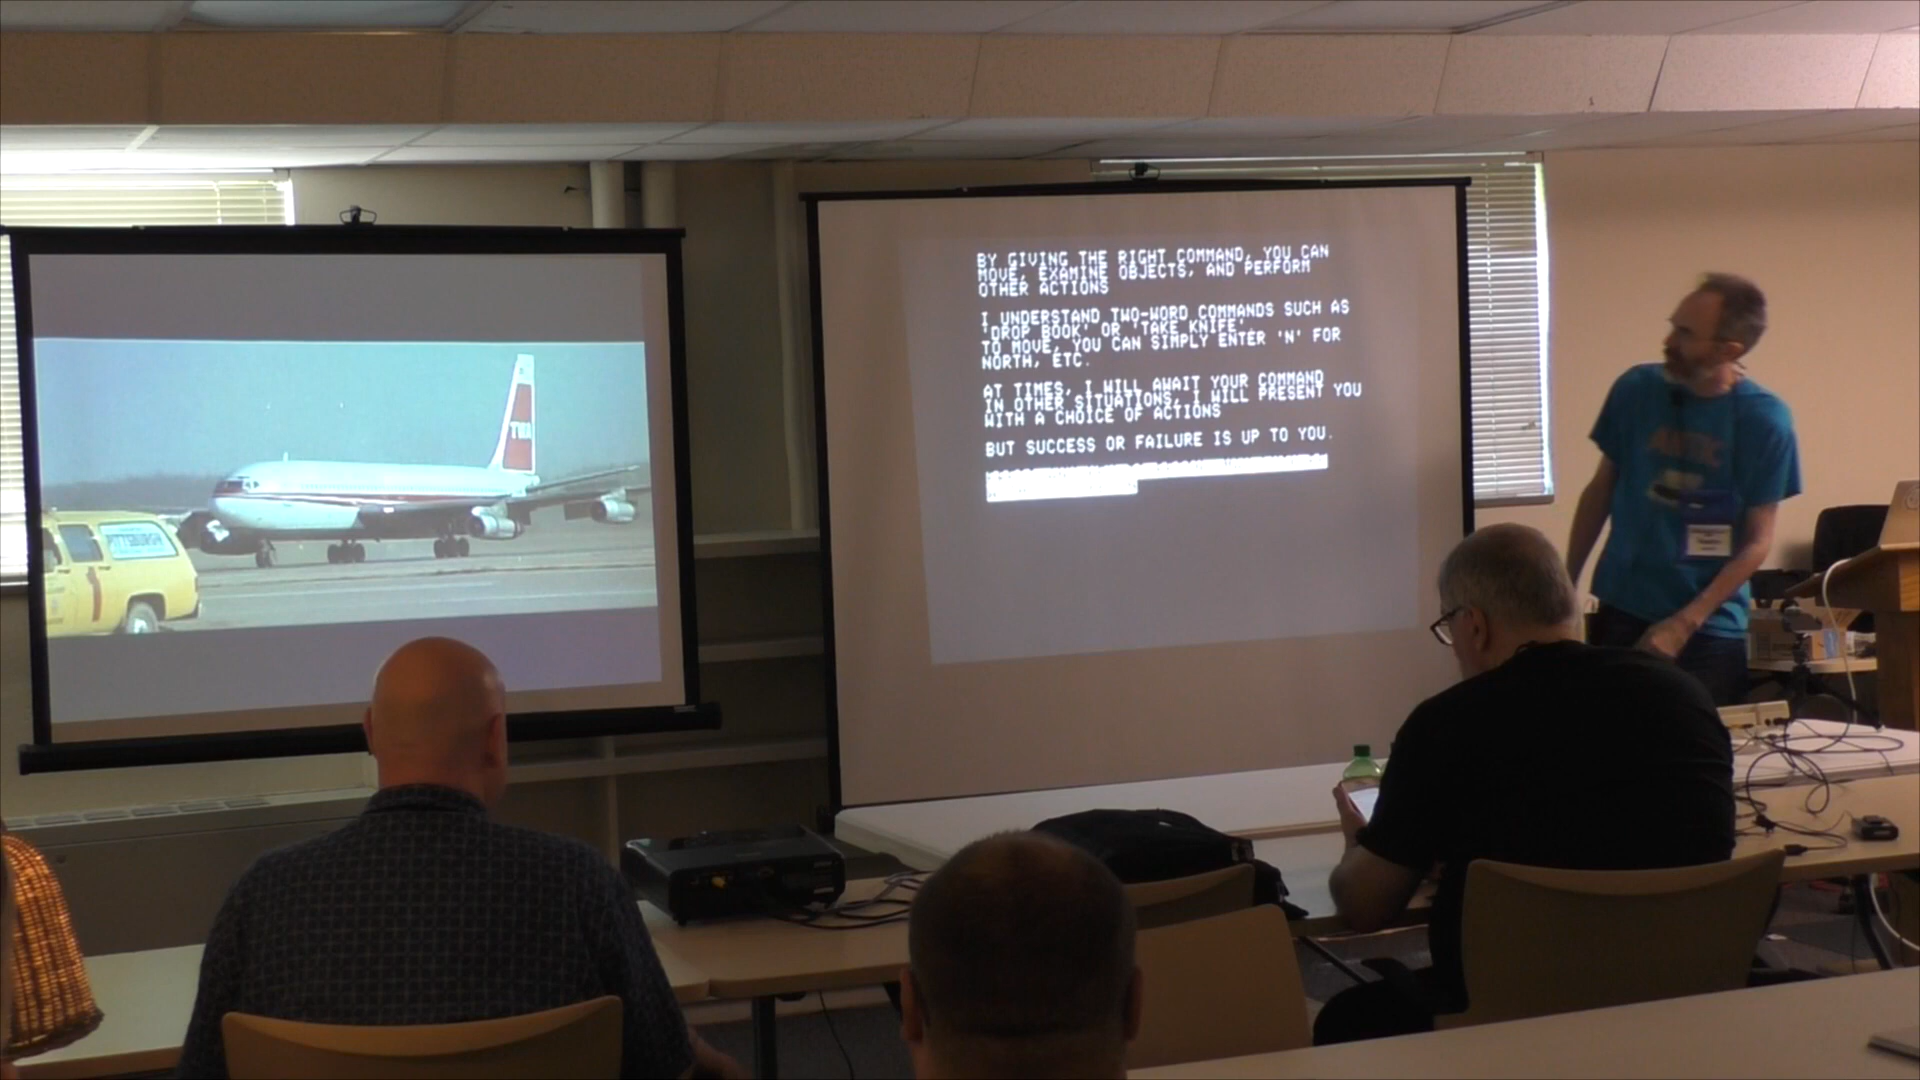 TWA
PITTSBURGH
BY GIVING THE RIGHT COMMAND, YOU CAN
MOVE, EXAMINE OBJECTS, AND PERFORM
OTHER ACTIONS
I UNDERSTAND TWO-WORD COMMANDS SUCH AS
'DROP BOOK' OR 'TAKE KNIFE'.
TO MOVE, YOU CAN SIMPLY ENTER 'N' FOR
NORTH, ETC.
AT TIMES, I WILL AWAIT YOUR COMMAND
IN OTHER SITUATIONS, I WILL PRESENT YOU
WITH A CHOICE OF ACTIONS
BUT SUCCESS OR FAILURE IS UP TO YOU.